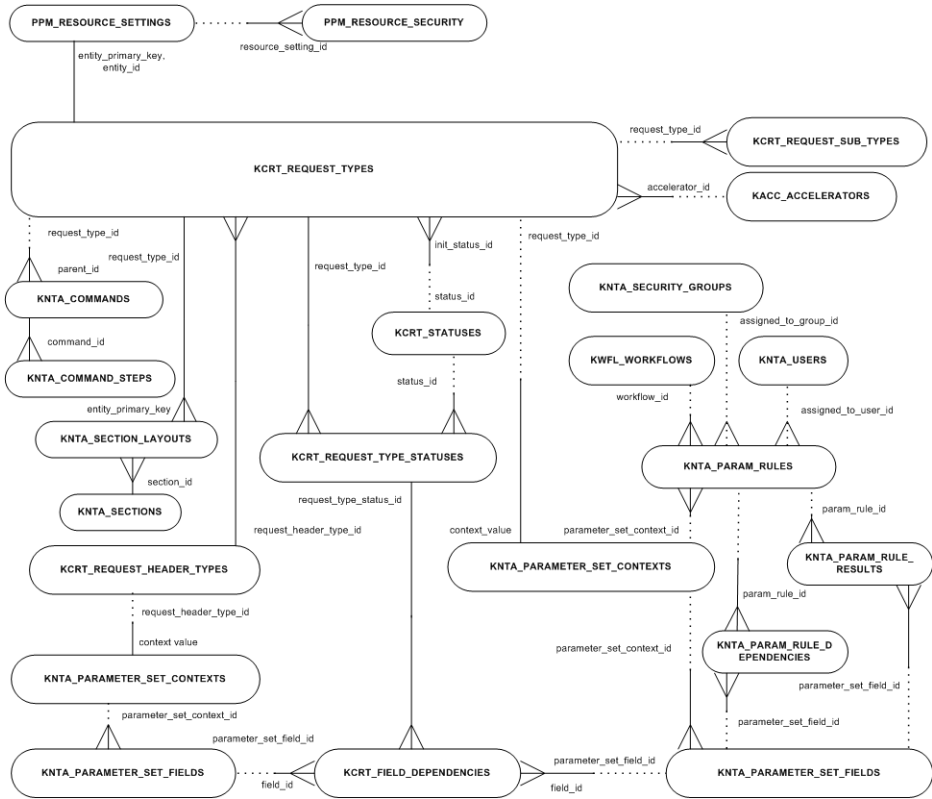 PPM_RESOURCE_SETTINGS
PPM_RESOURCE_SECURITY
resource_setting_id
entity_primary_key,
entity_id
KCRT_REQUEST_TYPES
request_type_id
KCRT_REQUEST_SUB_TYPES
accelerator_id
KACC_ACCELERATORS
request_type_id
request_type_id
request_type_id
init_status_id
request_type_id
parent_id
KNTA_COMMANDS
command_id
KNTA_COMMAND_STEPS
status_id
KCRT_STATUSES
status_id
KNTA_SECURITY_GROUPS
assigned_to_group_id
KWFL_WORKFLOWS
KNTA_USERS
workflow_id
assigned_to_user_id
entity_primary_key
KNTA_SECTION_LAYOUTS
section_id
KNTA_SECTIONS
KCRT_REQUEST_TYPE_STATUSES
request_type_status_id
KNTA_PARAM_RULES
param_rule_id
request_header_type_id
context_value
parameter_set_context_id
KCRT_REQUEST_HEADER_TYPES
KNTA_PARAMETER_SET_CONTEXTS
KNTA_PARAM_RULE_
RESULTS
request_header_type_id
param_rule_id
context value
parameter_set_context_id
KNTA_PARAM_RULE_D
EPENDENCIES
KNTA_PARAMETER_SET_CONTEXTS
parameter_set_field_id
parameter_set_context_id
parameter_set_field_id
parameter_set_field_id
parameter_set_field_id
KNTA_PARAMETER_SET_FIELDS
field_id
KCRT_FIELD_DEPENDENCIES
field_id
KNTA_PARAMETER_SET_FIELDS